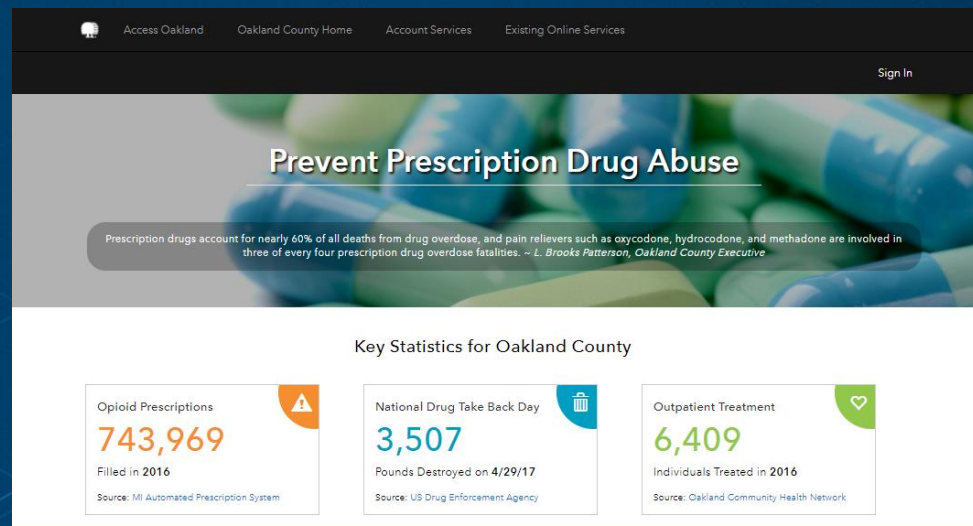 Access Oakland Oakland County Home Account Services Existing Online Services
Sign In
Prevent Prescription Drug Abuse
Prescription drugs account for nearly 60% of all deaths from drug overdose, and pain relievers such as oxycodone, hydrocodone, and methadone are involved in
three of every four prescription drug overdose fatalities. ~ L. Brooks Patterson, Oakland County Executive
Key Statistics for Oakland County
Opioid Prescriptions
743,969
Filled in 2016
Source: MI Automated Prescription System
National Drug Take Back Day
3,507
Pounds Destroyed on 4/29/17
Source: US Drug Enforcement Agency
Outpatient Treatment
6,409
Individuals Treated in 2016
Source: Oakland Community Health Network